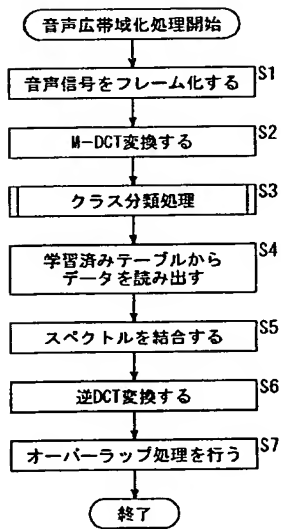 音声広帯域化処理開始
音声信号をフレーム化する S1
M-DCT変換する S2
クラス分類処理 S3
学習済みテーブルから S4
データを読み出す
スペクトルを結合する S5
逆DCT変換する S6
オーバーラップ処理を行う S7
終了